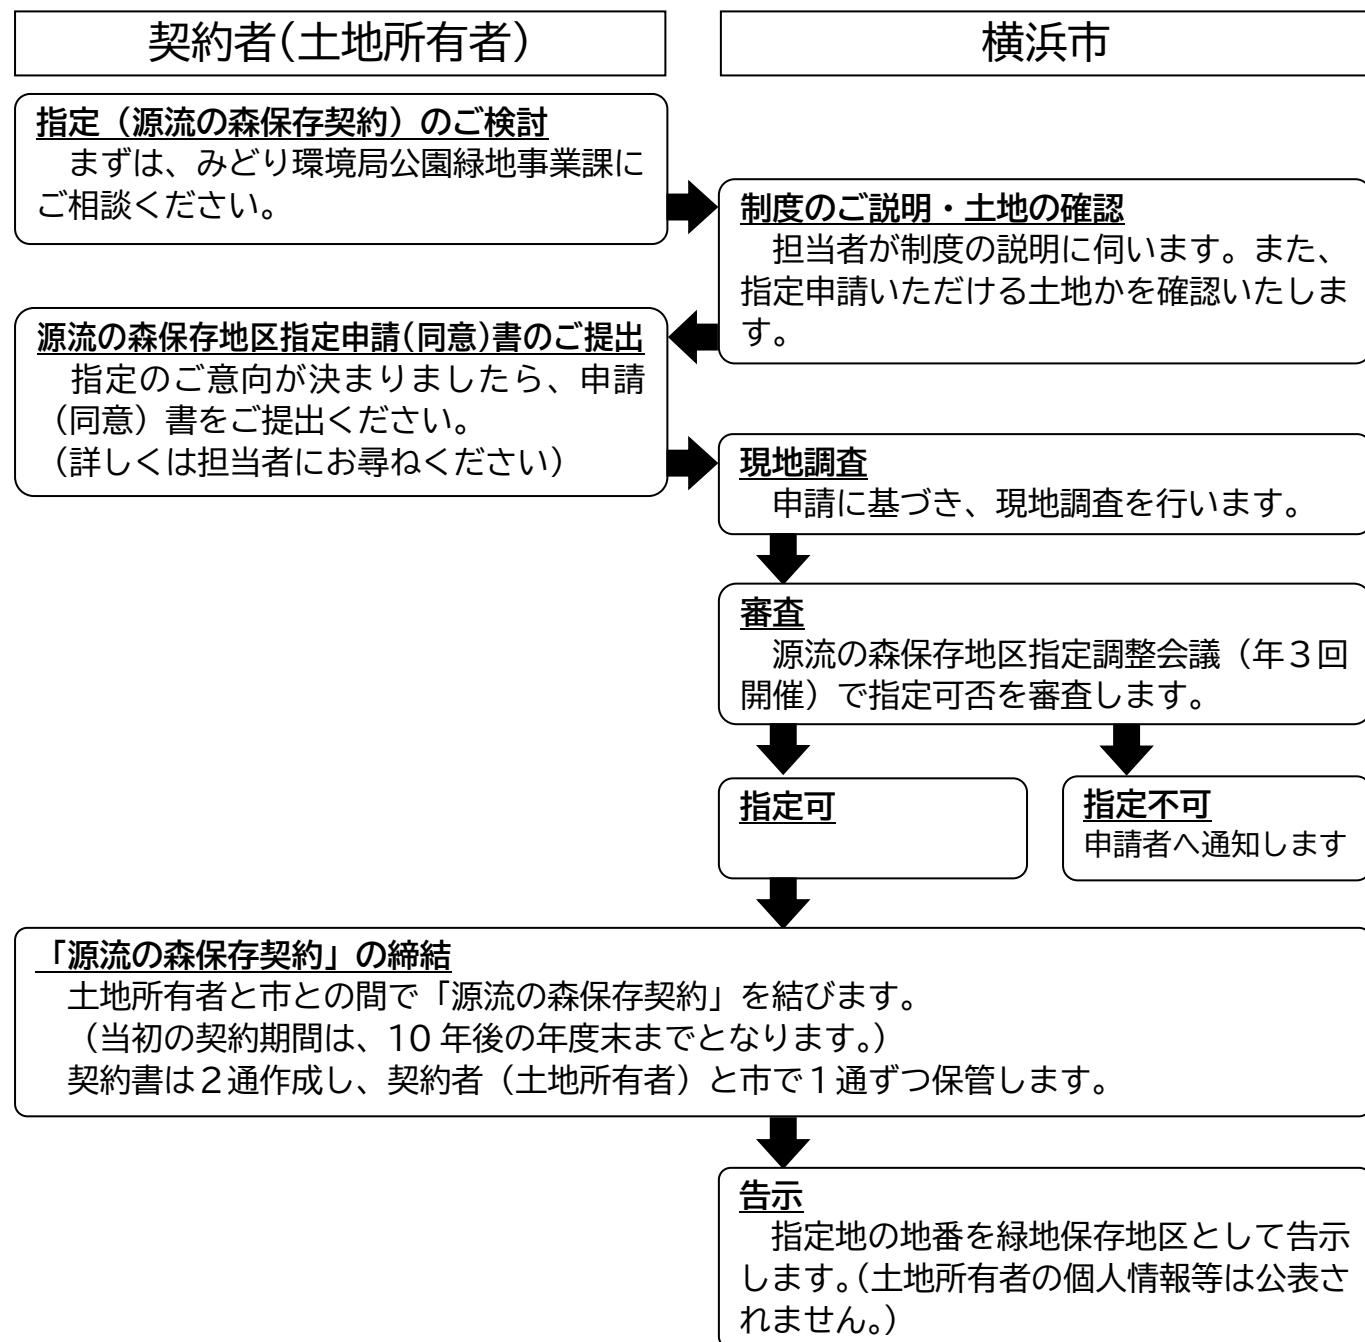 契約者(土地所有者)
横浜市
指定（源流の森保存契約）のご検討
まずは、みどり環境局公園緑地事業課に
ご相談ください。
制度のご説明・土地の確認
担当者が制度の説明に伺います。また、
指定申請いただける土地かを確認いたしま
す。
源流の森保存地区指定申請(同意)書のご提出
指定のご意向が決まりましたら、申請
（同意）書をご提出ください。
（詳しくは担当者にお尋ねください）
現地調査
申請に基づき、現地調査を行います。
審査
源流の森保存地区指定調整会議（年３回
開催）で指定可否を審査します。
指定可
指定不可
申請者へ通知します
「源流の森保存契約」の締結
土地所有者と市との間で「源流の森保存契約」を結びます。
（当初の契約期間は、10 年後の年度末までとなります。）
契約書は２通作成し、契約者（土地所有者）と市で１通ずつ保管します。
告示
指定地の地番を緑地保存地区として告示
します。(土地所有者の個人情報等は公表さ
れません。)